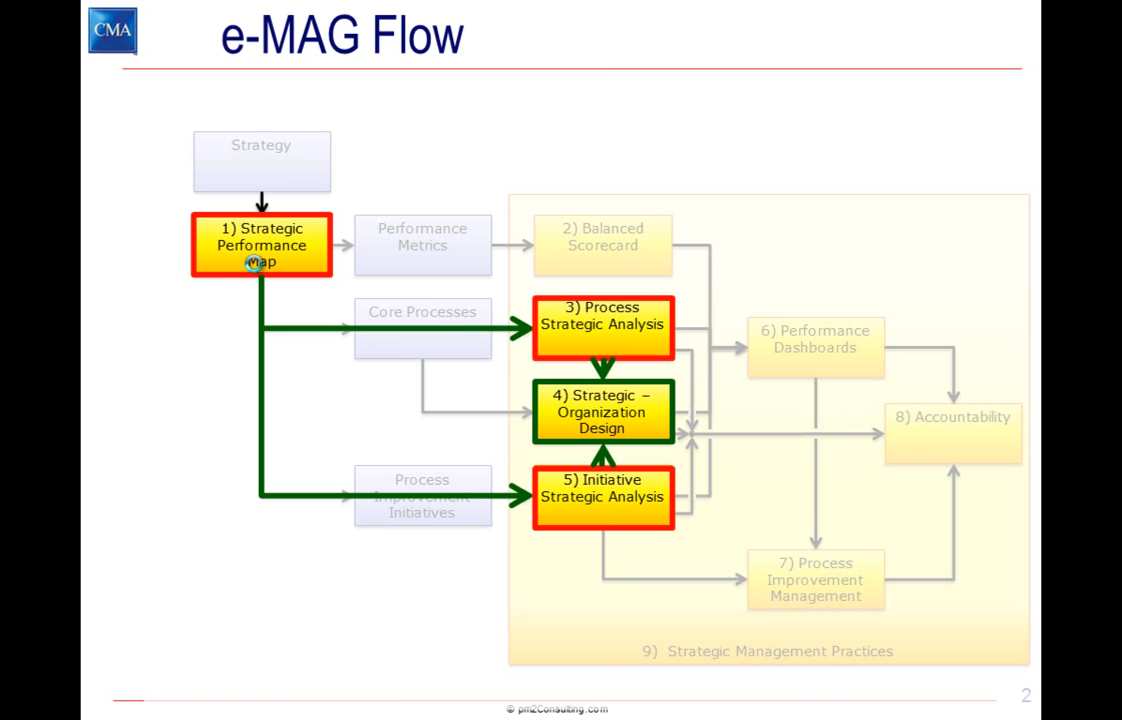 CMA
e-MAG Flow
Strategy
1) Strategic
Performance
Map
Performance
Metrics
2) Balanced
Scorecard
Core Processes
3) Process
Strategic Analysis
6) Performance
Dashboards
4) Strategic –
Organization
Design
8) Accountability
Process
Improvement
Initiatives
5) Initiative
Strategic Analysis
7) Process
Improvement
Management
9) Strategic Management Practices
2
© pm2Consulting.com